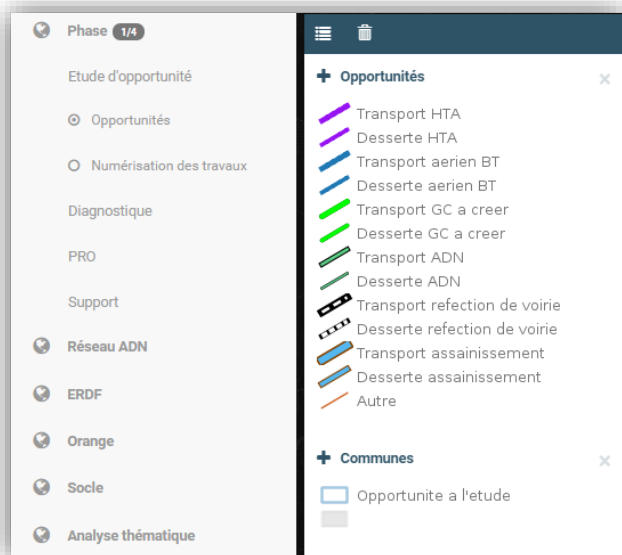 Phase 1/4
Etude d'opportunité
Opportunités
Numérisation des travaux
Diagnostique
PRO
Support
Réseau ADN
ERDF
Orange
Socle
Analyse thématique
Opportunités
Transport HTA
Desserte HTA
Transport aerien BT
Desserte aerien BT
Transport GC a creer
Desserte GC a creer
Transport ADN
Desserte ADN
Transport refection de voirie
Desserte refection de voirie
Transport assainissement
Desserte assainissement
Autre
Communes
Opportunite a l'etude